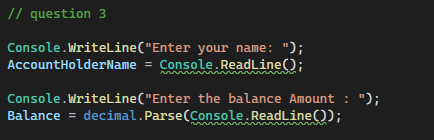 // question 3
Console.WriteLine("Enter your name: ");
AccountHolderName = Console.ReadLine();
Console.WriteLine("Enter the balance Amount : ");
Balance = decimal.Parse(Console.ReadLine());